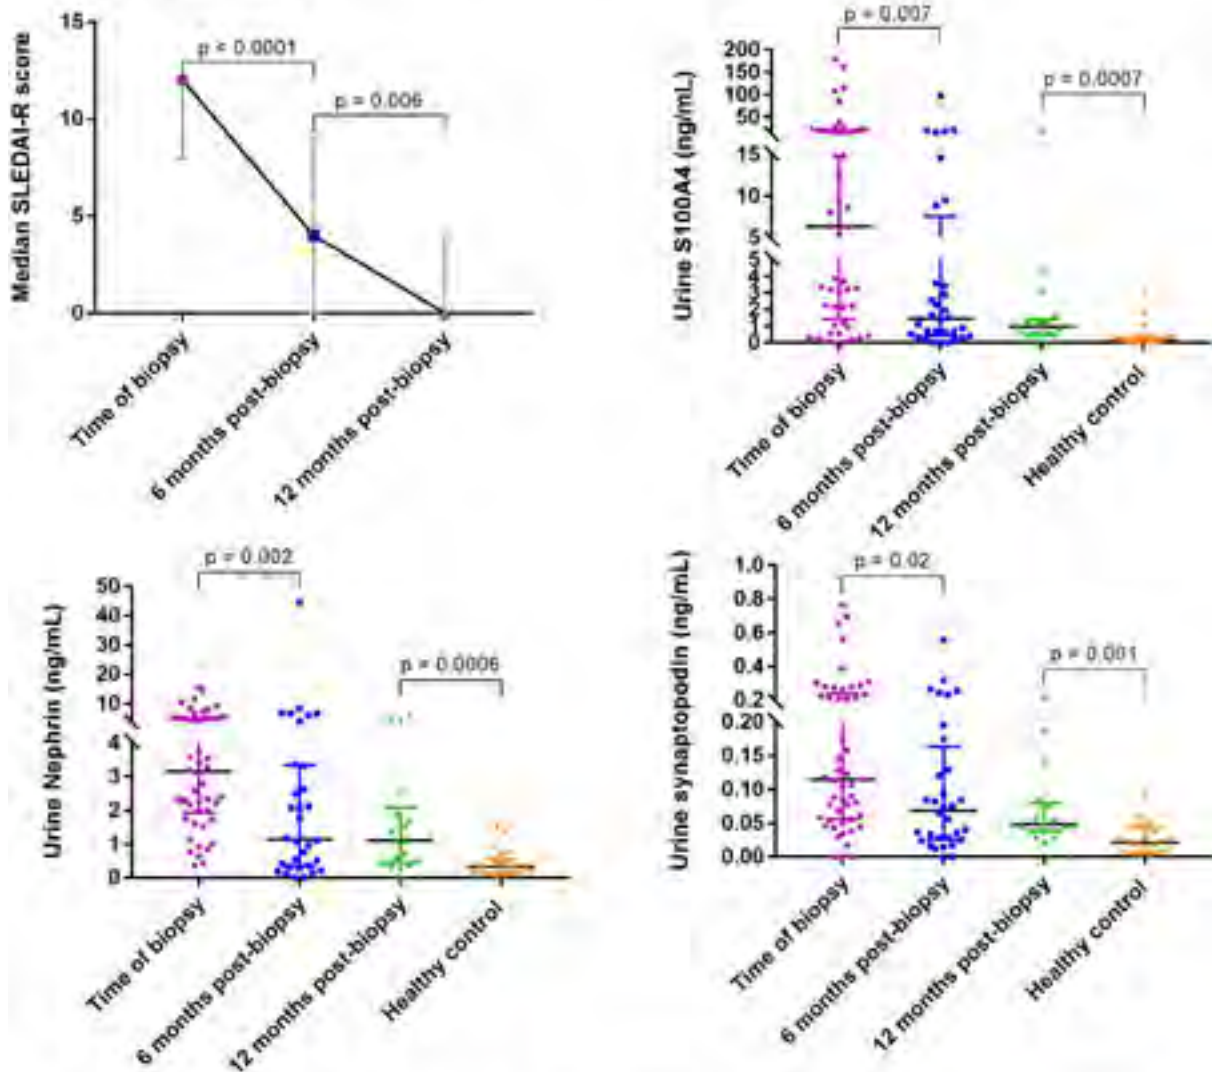 Median SLEDAI-R score
15
10
5
0
p < 0.0001
p = 0.006
Time of biopsy
6 months post-biopsy
12 months post-biopsy
Urine S100A4 (ng/mL)
200
150
100
50
15
10
5
5
4
3
2
1
0
p = 0.007
p = 0.0007
Time of biopsy
6 months post-biopsy
12 months post-biopsy
Healthy control
Urine Nephrin (ng/mL)
50
40
30
20
10
4
3
2
1
0
p = 0.002
p = 0.0006
Time of biopsy
6 months post-biopsy
12 months post-biopsy
Healthy control
Urine synaptopodin (ng/mL)
1.0
0.8
0.6
0.4
0.2
0.20
0.15
0.10
0.05
0.00
p = 0.02
p = 0.001
Time of biopsy
6 months post-biopsy
12 months post-biopsy
Healthy control